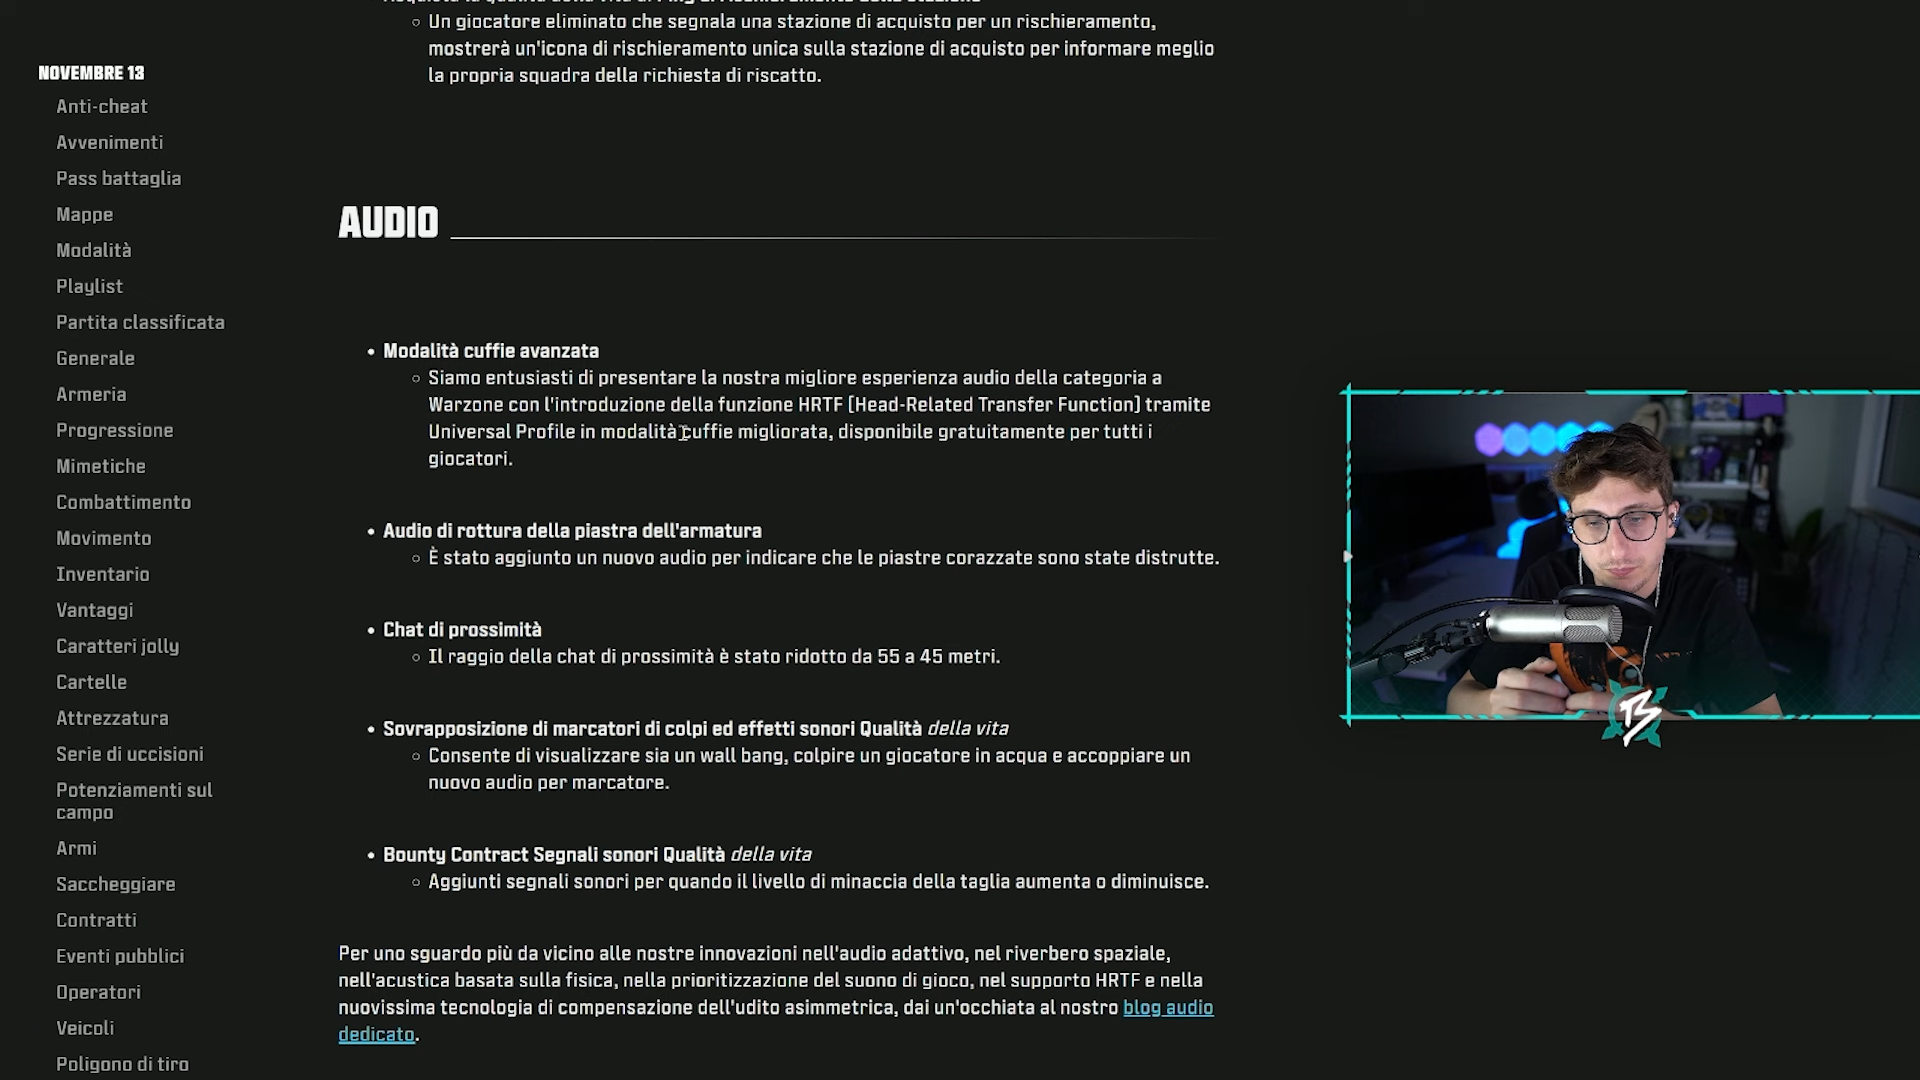 Un giocatore eliminato che segnala una stazione di acquisto per un rischieramento,
mostrerà un'icona di rischieramento unica sulla stazione di acquisto per informare meglio
la propria squadra della richiesta di riscatto.
NOVEMBRE 13
Anti-cheat
Avvenimenti
Pass battaglia
Mappe
Modalità
Playlist
Partita classificata
Generale
Armeria
Progressione
Mimetiche
Combattimento
Movimento
Inventario
Vantaggi
Caratteri jolly
Cartelle
Attrezzatura
Serie di uccisioni
Potenziamenti sul
campo
Armi
Saccheggiare
Contratti
Eventi pubblici
Operatori
Veicoli
Poligono di tiro
AUDIO
• Modalità cuffie avanzata
Siamo entusiasti di presentare la nostra migliore esperienza audio della categoria a
Warzone con l'introduzione della funzione HRTF (Head-Related Transfer Function) tramite
Universal Profile in modalità cuffie migliorata, disponibile gratuitamente per tutti i
giocatori.
• Audio di rottura della piastra dell'armatura
È stato aggiunto un nuovo audio per indicare che le piastre corazzate sono state distrutte.
• Chat di prossimità
Il raggio della chat di prossimità è stato ridotto da 55 a 45 metri.
• Sovrapposizione di marcatori di colpi ed effetti sonori Qualità della vita
Consente di visualizzare sia un wall bang, colpire un giocatore in acqua e accoppiare un
nuovo audio per marcatore.
• Bounty Contract Segnali sonori Qualità della vita
Aggiunti segnali sonori per quando il livello di minaccia della taglia aumenta o diminuisce.
Per uno sguardo più da vicino alle nostre innovazioni nell'audio adattivo, nel riverbero spaziale,
nell'acustica basata sulla fisica, nella prioritizzazione del suono di gioco, nel supporto HRTF e nella
nuovissima tecnologia di compensazione dell'udito asimmetrica, dai un'occhiata al nostro blog audio
dedicato.